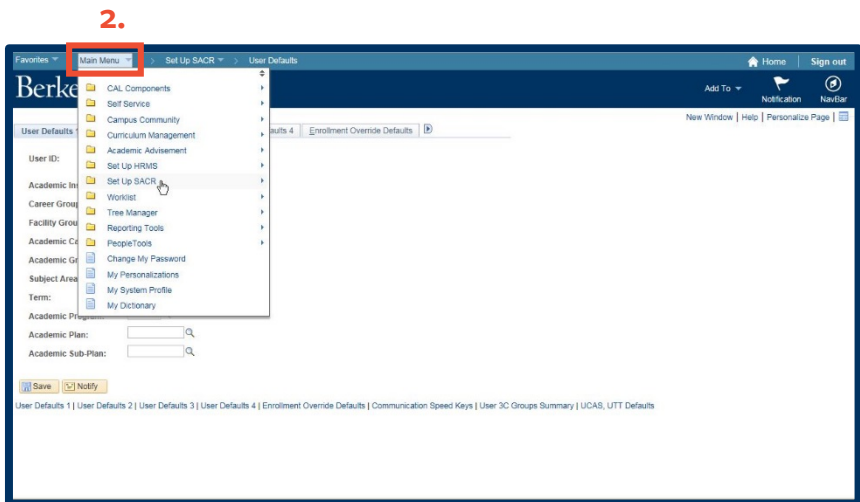 2.
Favorites Main Menu > Set Up SACR > User Defaults Home Sign out
Berke
Add To Notification NavBar
New Window | Help | Personalize Page |
User Defaults aults 4 Enrollment Override Defaults
CAL Components
Self Service
Campus Community
Curriculum Management
Academic Advisement
Set Up HRMS
Set Up SACR
Worklist
Tree Manager
Reporting Tools
PeopleTools
Change My Password
My Personalizations
My System Profile
My Dictionary
User ID:
Academic Ins
Career Group
Facility Grou
Academic Ca
Academic Gr
Subject Area
Term:
Academic Program:
Academic Plan:
Academic Sub-Plan:
Save Notify
User Defaults 1 | User Defaults 2 | User Defaults 3 | User Defaults 4 | Enrollment Override Defaults | Communication Speed Keys | User 3C Groups Summary | UCAS, UTT Defaults